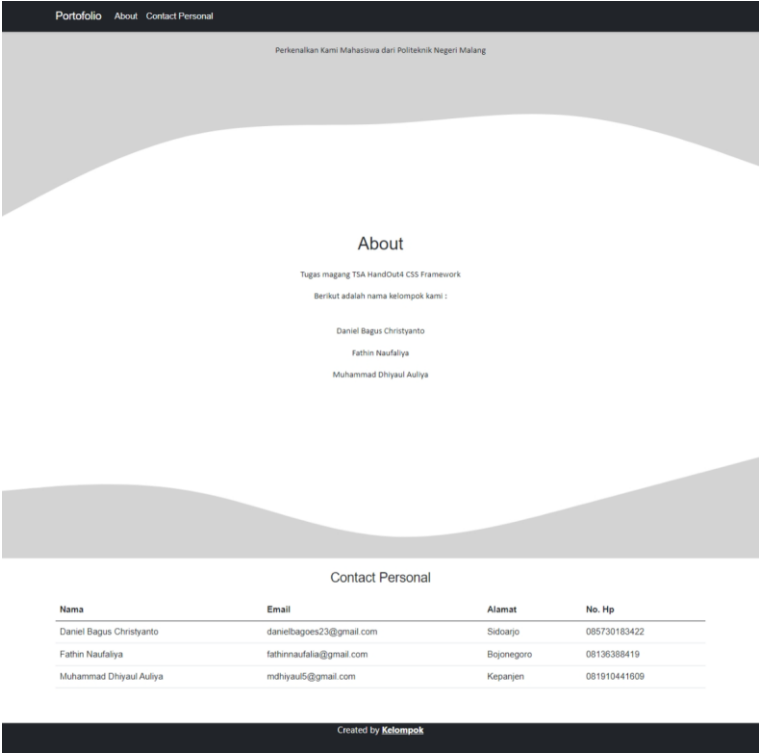 Portofolio About Contact Personal
Perkenalkan Kami Mahasiswa dari Politeknik Negeri Malang
About
Tugas magang TSA HandOut4 CSS Framework
Berikut adalah nama kelompok kami :
Daniel Bagus Christyanto
Fathin Naufaliya
Muhammad Dhiyaul Auliya
Contact Personal
Nama Email Alamat No. Hp
Daniel Bagus Christyanto danielbagoes23@gmail.com Sidoarjo 085730183422
Fathin Naufaliya fathinnaufalia@gmail.com Bojonegoro 08136388419
Muhammad Dhiyaul Auliya mdhiyaul5@gmail.com Kepanjen 081910441609
Created by Kelompok